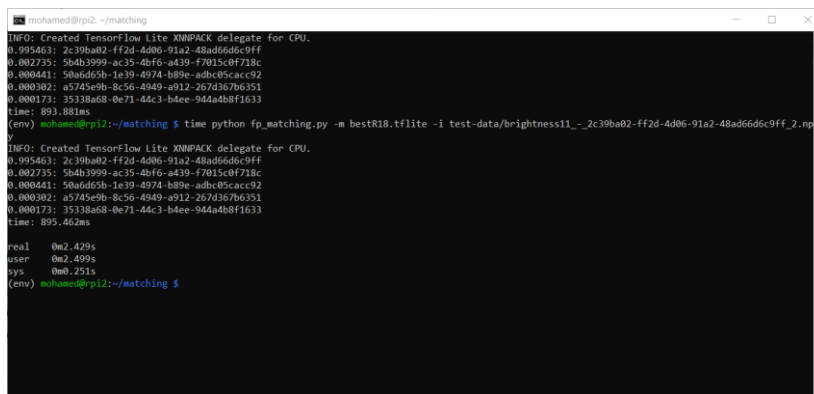 mohamed@rpi2: ~/matching
INFO: Created TensorFlow Lite XNNPACK delegate for CPU.
0.995463: 2c39ba02-ff2d-4d06-91a2-48ad66d6c9ff
0.002735: 5b4b3999-ac35-4bf6-a439-f7015c0f718c
0.000441: 50a6d65b-1e39-4974-b89e-adbc05cacc92
0.000302: a5745e9b-8c56-4949-a912-267d367b6351
0.000173: 35338a68-0e71-44c3-b4ee-944a4b8f1633
time: 893.881ms
(env) mohamed@rpi2:~/matching $ time python fp_matching.py -m bestR18.tflite -i test-data/brightness11_-_2c39ba02-ff2d-4d06-91a2-48ad66d6c9ff_2.np
y
INFO: Created TensorFlow Lite XNNPACK delegate for CPU.
0.995463: 2c39ba02-ff2d-4d06-91a2-48ad66d6c9ff
0.002735: 5b4b3999-ac35-4bf6-a439-f7015c0f718c
0.000441: 50a6d65b-1e39-4974-b89e-adbc05cacc92
0.000302: a5745e9b-8c56-4949-a912-267d367b6351
0.000173: 35338a68-0e71-44c3-b4ee-944a4b8f1633
time: 895.462ms

real 0m2.429s
user 0m2.499s
sys 0m0.251s
(env) mohamed@rpi2:~/matching $